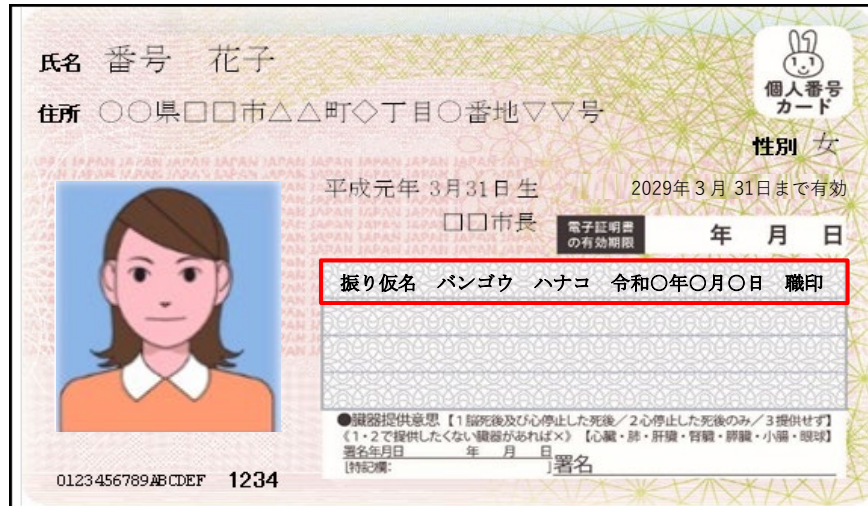 氏名 番号 花子
個人番号
カード
住所 〇〇県□□市△△町◇丁目〇番地▽▽号
性別 女
平成元年 3月31日生 2029年3月31日まで有効
□□市長 電子証明書の有効期限 年 月 日
振り仮名 バンゴウ ハナコ 令和〇年〇月〇日 職印
●臓器提供意思【1脳死後及び心停止した死後/2心停止した死後のみ/3提供せず】
《1・2で提供したくない臓器があれば×》【心臓・肺・肝臓・腎臓・膵臓・小腸・眼球】
署名年月日 年 月 日
[特記欄: ]署名
0123456789ABCDEF 1234